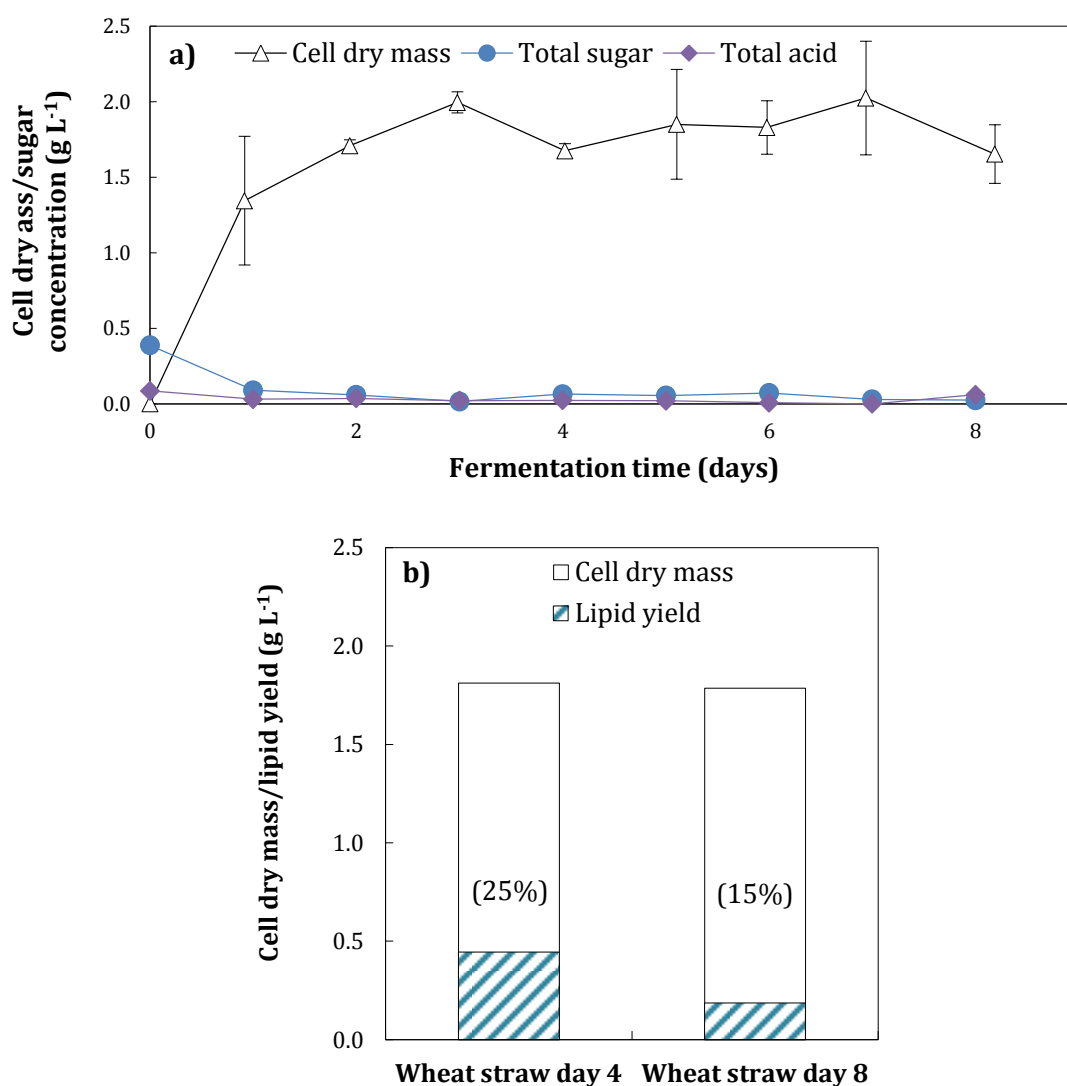 a)
Cell dry mass
Total sugar
Total acid
2.5
2.0
1.5
1.0
0.5
0.0
Cell dry ass/sugar
concentration (g L-1)
0 2 4 6 8
Fermentation time (days)
b)
Cell dry mass
Lipid yield
2.5
2.0
1.5
1.0
0.5
0.0
Cell dry mass/lipid yield (g L-1)
(25%) (15%)
Wheat straw day 4 Wheat straw day 8